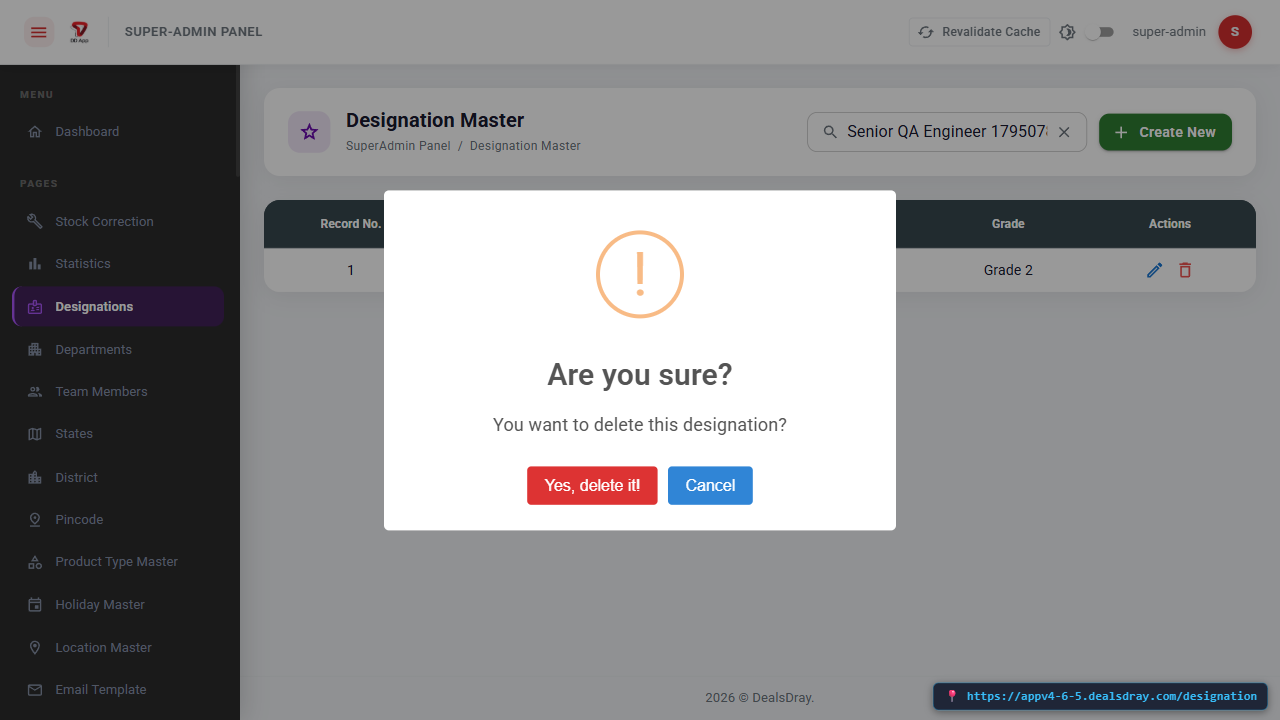 DD App
SUPER-ADMIN PANEL
Revalidate Cache
super-admin
S
MENU
Dashboard
PAGES
Stock Correction
Statistics
Designations
Departments
Team Members
States
District
Pincode
Product Type Master
Holiday Master
Location Master
Email Template
Designation Master
SuperAdmin Panel / Designation Master
Senior QA Engineer 179507
Create New
Record No.
Grade
Actions
1
Grade 2
!
Are you sure?
You want to delete this designation?
Yes, delete it!
Cancel
2026 © DealsDray.
https://appv4-6-5.dealsdray.com/designation